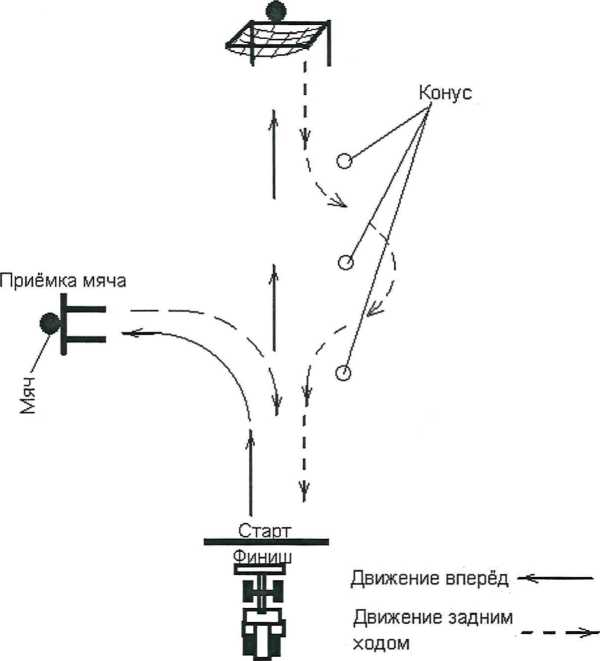 Конус
Приёмка мяча
Мяч
Старт
Финиш
Движение вперёд
Движение задним
ходом